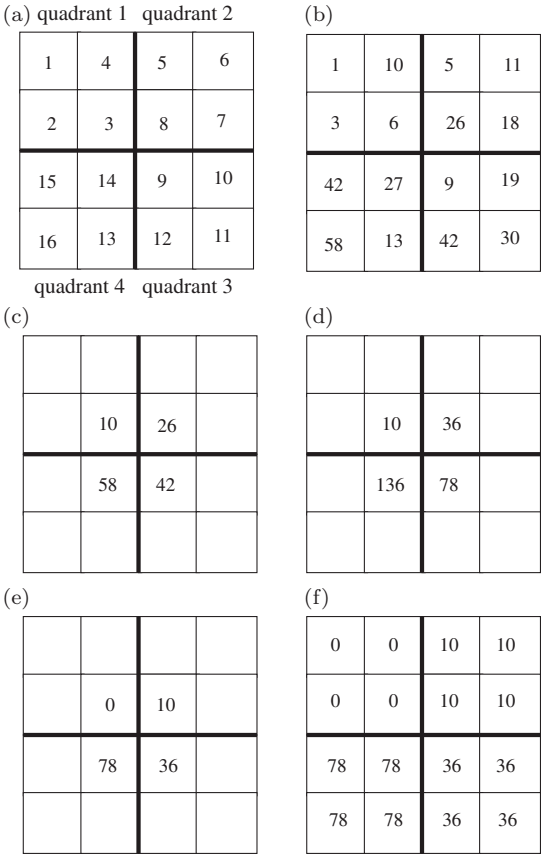 (a) quadrant 1 quadrant 2 (b)
1 4 5 6 1 10 5 11
2 3 8 7 3 6 26 18
15 14 9 10 42 27 9 19
16 13 12 11 58 13 42 30
quadrant 4 quadrant 3
(c) (d)
10 26 10 36
58 42 136 78
(e) (f)
0 0 10 10
0 10 0 0 10 10
78 36 78 78 36 36
78 78 36 36